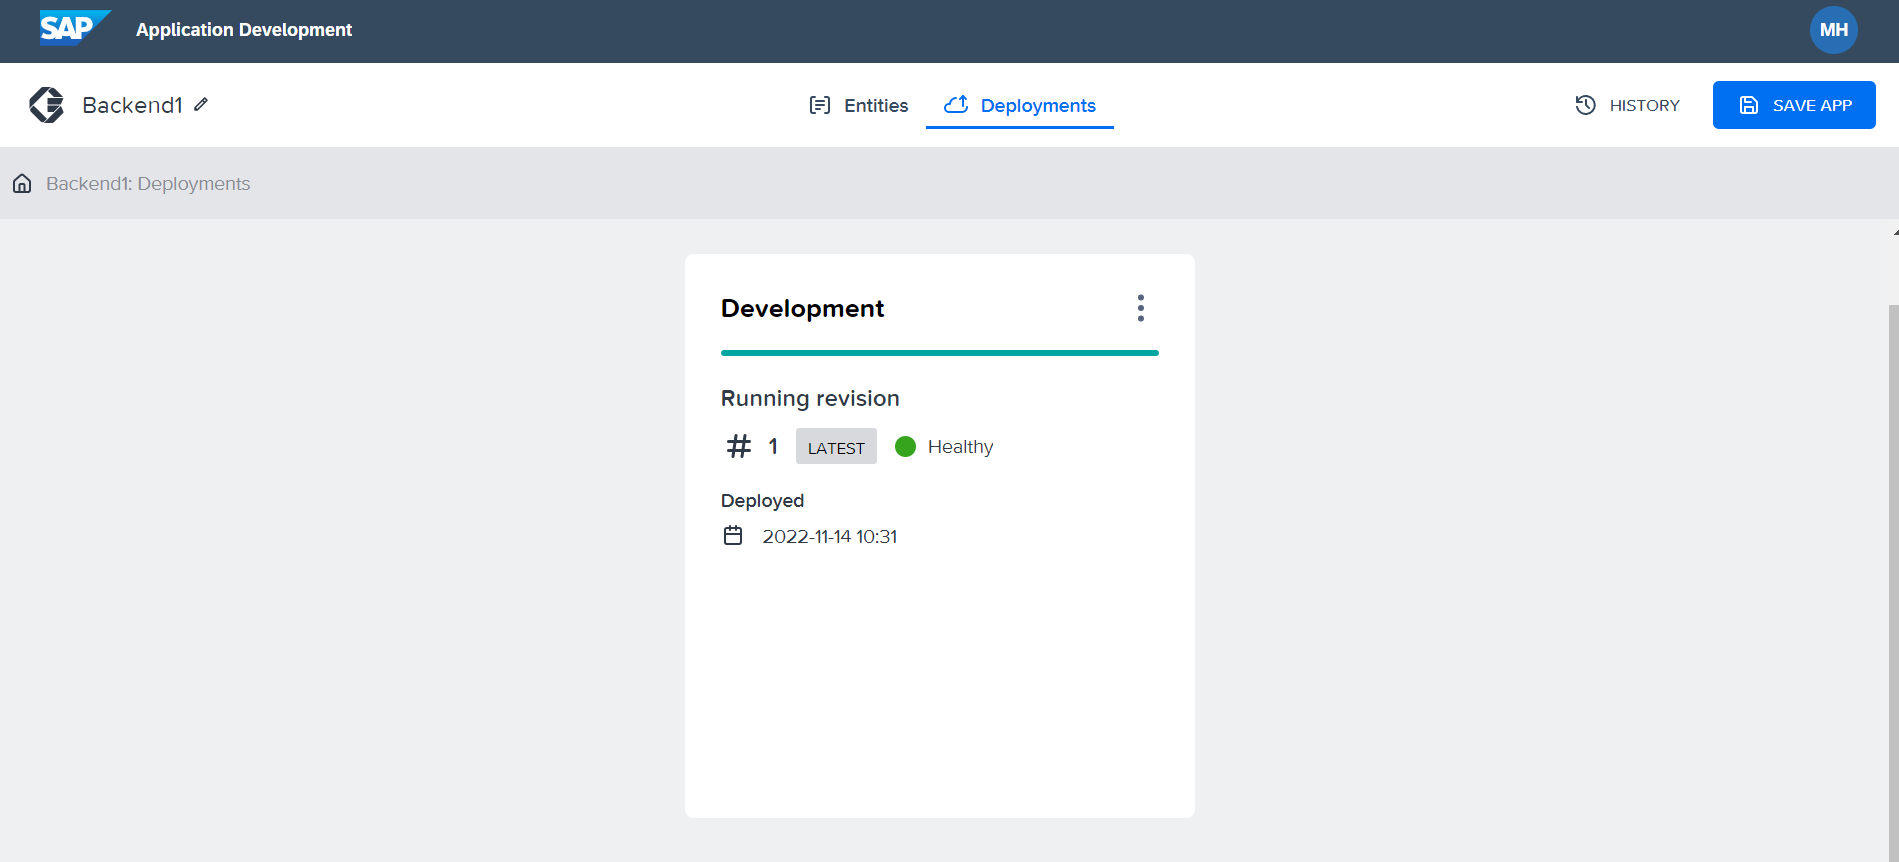 SAP Application Development MH
Backend1 Entities Deployments HISTORY SAVE APP
Backend1: Deployments
Development
Running revision
# 1 LATEST Healthy
Deployed
2022-11-14 10:31